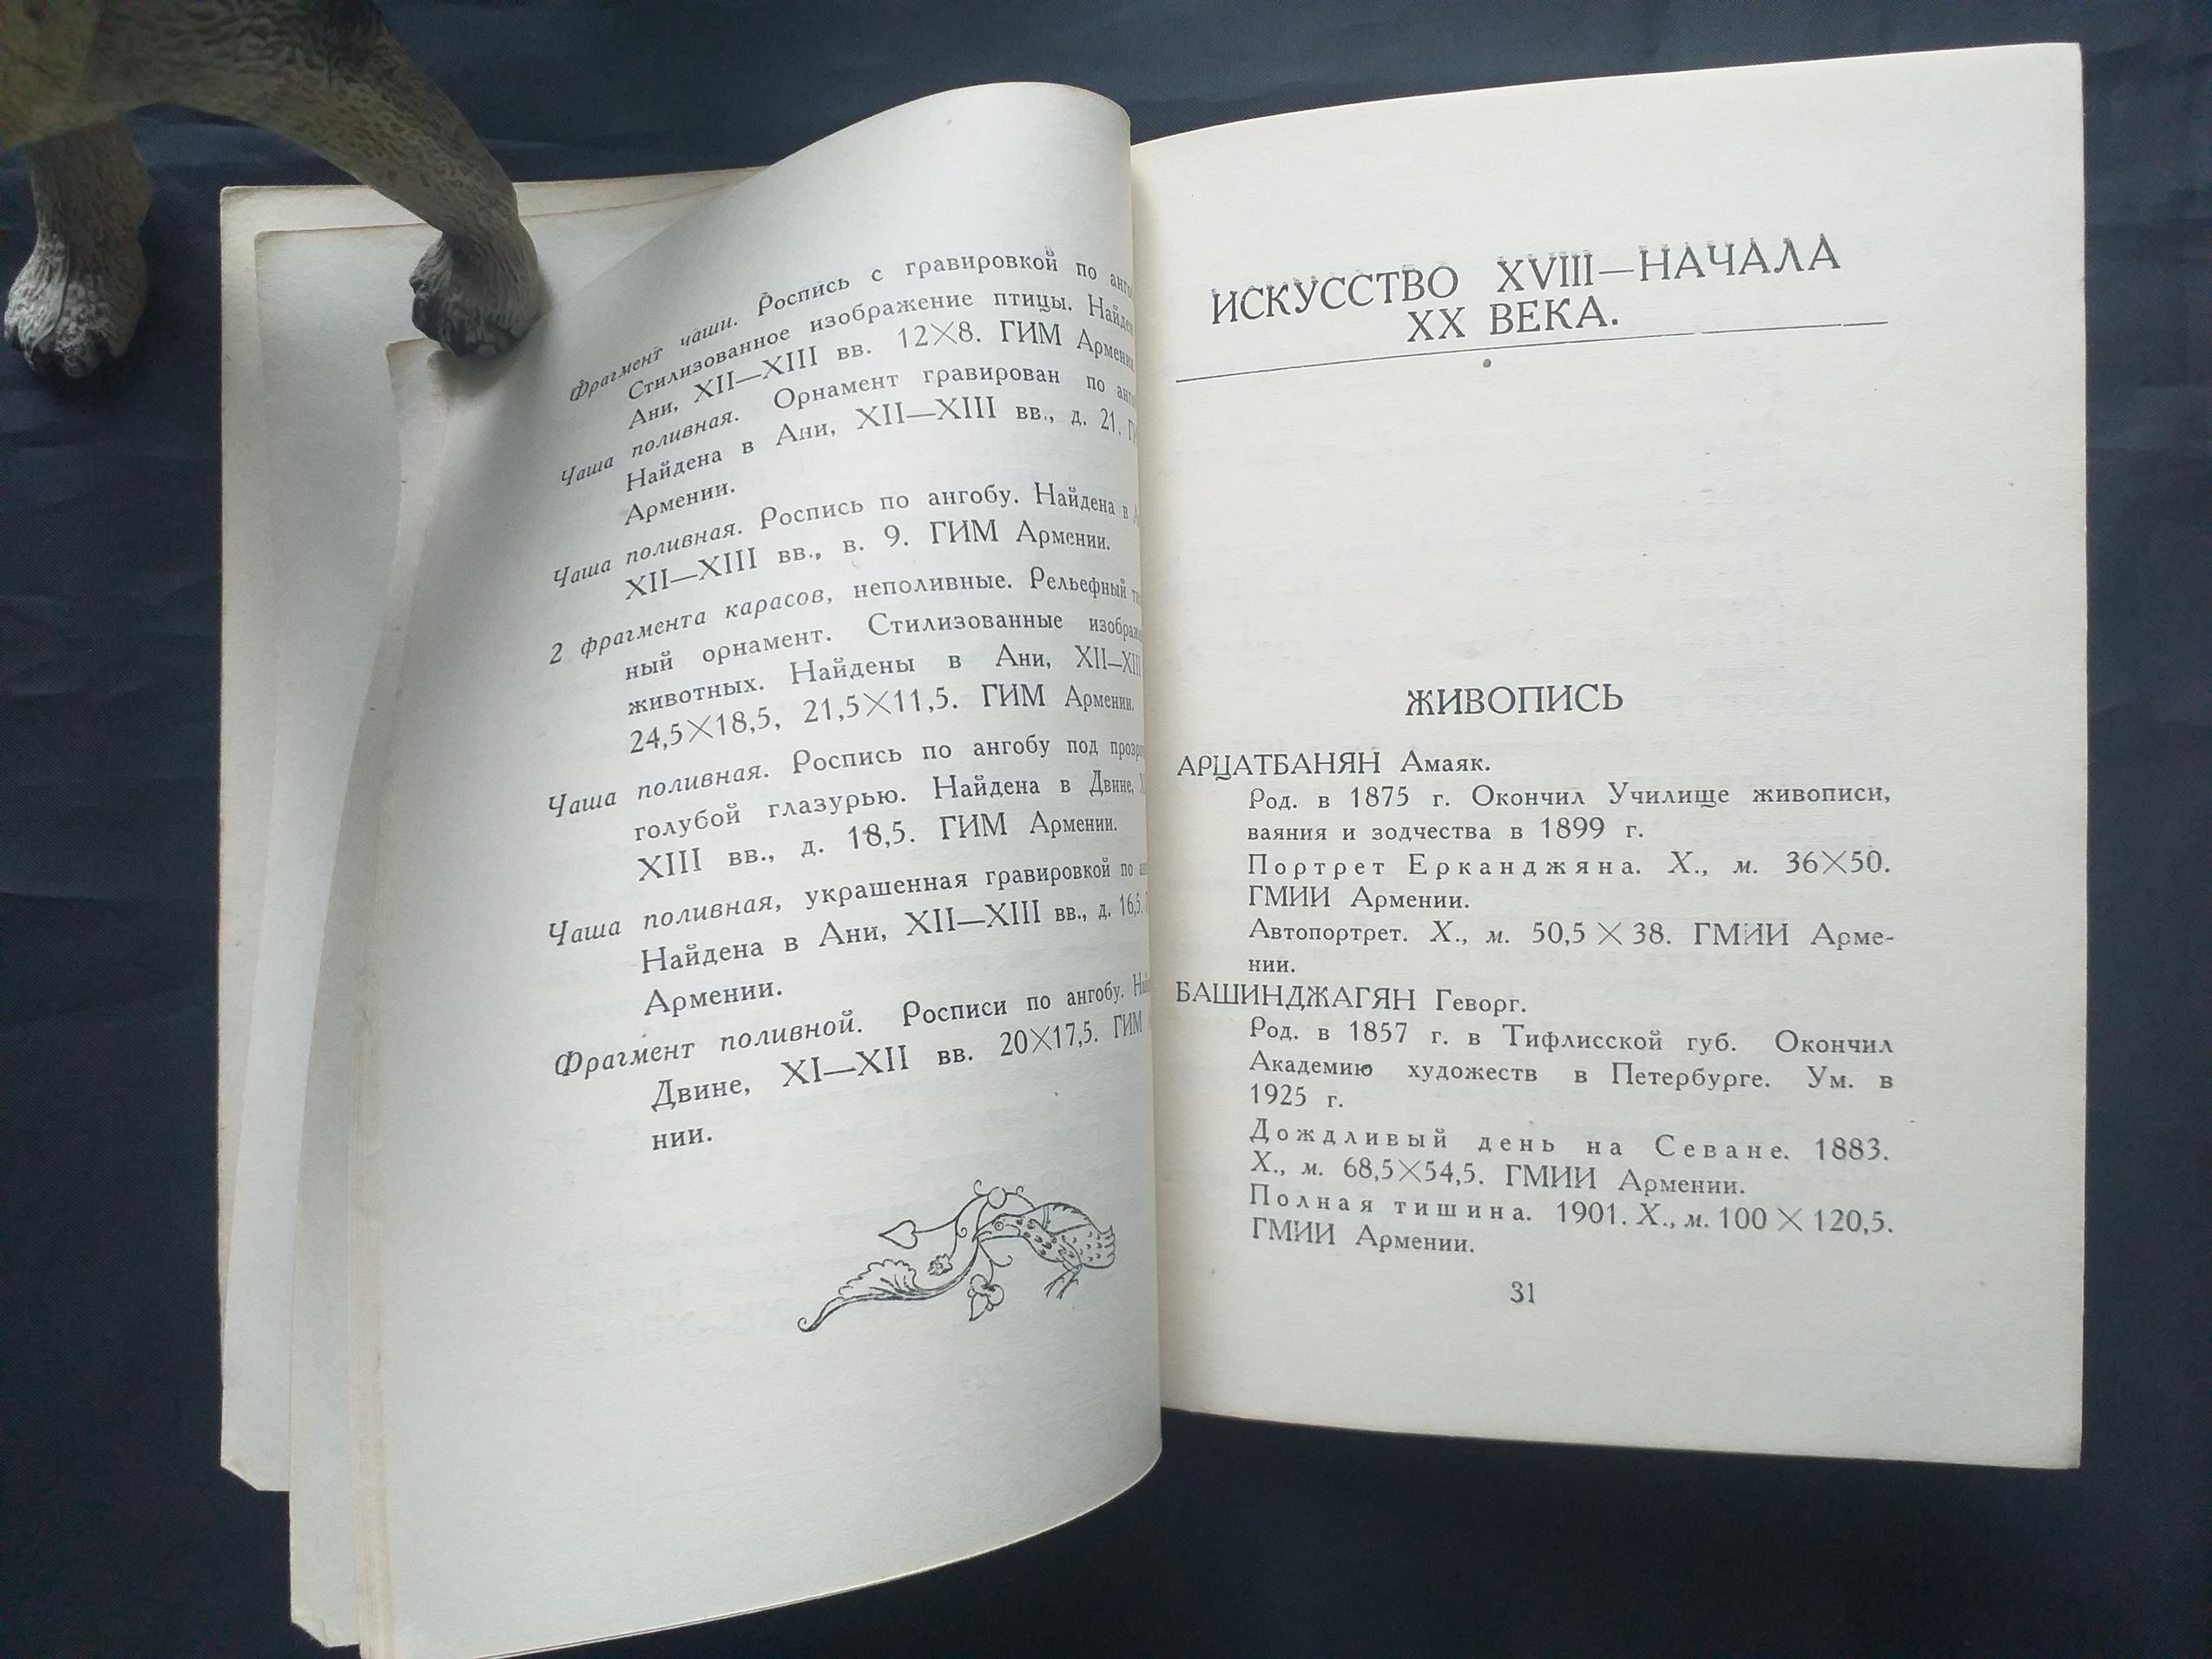 Фрагмент чаши. Роспись с гравировкой по
Стилизованное изображение птицы.
Ани, XII—XIII вв. 12×8. ГИМ
Чаша поливная. Орнамент гравирован по
Найдена в Ани, XII—XIII вв., д. 21.
Армении.
Чаша поливная. Роспись по ангобу. Найдена в
XII—XIII вв., в. 9. ГИМ Армении.
2 фрагмента карасов, неполивные. Рельефный
ный орнамент. Стилизованные
животных. Найдены в Ани,
24,5×18,5, 21,5×11,5. ГИМ Армении.
Чаша поливная. Роспись по ангобу под
голубой глазурью. Найдена в Двине,
XIII вв., д. 18,5. ГИМ Армении.
Чаша поливная, украшенная гравировкой по
Найдена в Ани, XII—XIII вв., д. 16,5.
Армении.
Фрагмент поливной. Росписи по ангобу.
Двине, XI—XII вв. 20×17,5. ГИМ
нии.
ИСКУССТВО XVIII—НАЧАЛА
XX ВЕКА.
ЖИВОПИСЬ
АРЦАТБАНЯН Амаяк.
Род. в 1875 г. Окончил Училище живописи,
ваяния и зодчества в 1899 г.
Портрет Ерканджяна. Х., м. 36×50.
ГМИИ Армении.
Автопортрет. Х., м. 50,5×38. ГМИИ Арме-
нии.
БАШИНДЖАГЯН Геворг.
Род. в 1857 г. в Тифлисской губ. Окончил
Академию художеств в Петербурге. Ум. в
1925 г.
Дождливый день на Севане. 1883.
Х., м. 68,5×54,5. ГМИИ Армении.
Полная тишина. 1901. Х., м. 100×120,5.
ГМИИ Армении.
31